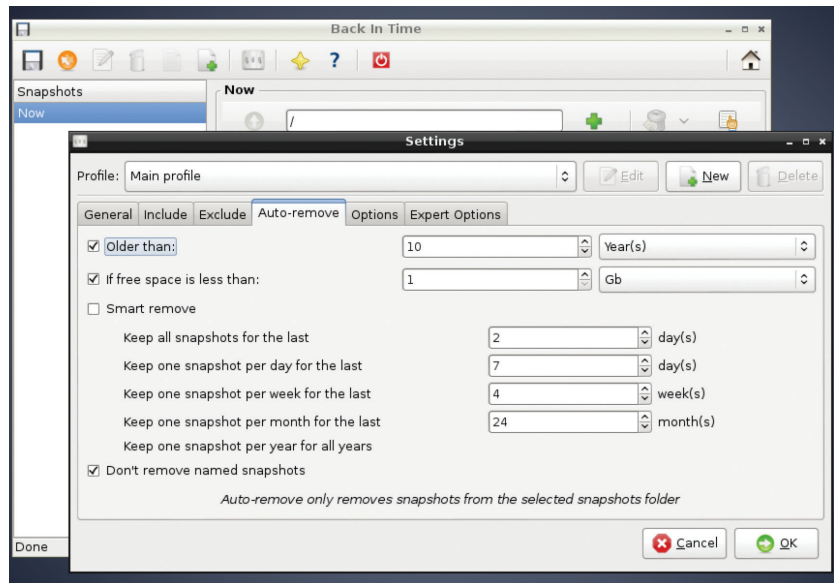 Back In Time
?
Snapshots
Now
Now
/
Settings
Profile: Main profile Edit New Delete
General Include Exclude Auto-remove Options Expert Options
Older than: 10 Year(s)
If free space is less than: 1 Gb
Smart remove
Keep all snapshots for the last 2 day(s)
Keep one snapshot per day for the last 7 day(s)
Keep one snapshot per week for the last 4 week(s)
Keep one snapshot per month for the last 24 month(s)
Keep one snapshot per year for all years
Don't remove named snapshots
Auto-remove only removes snapshots from the selected snapshots folder
Cancel OK
Done